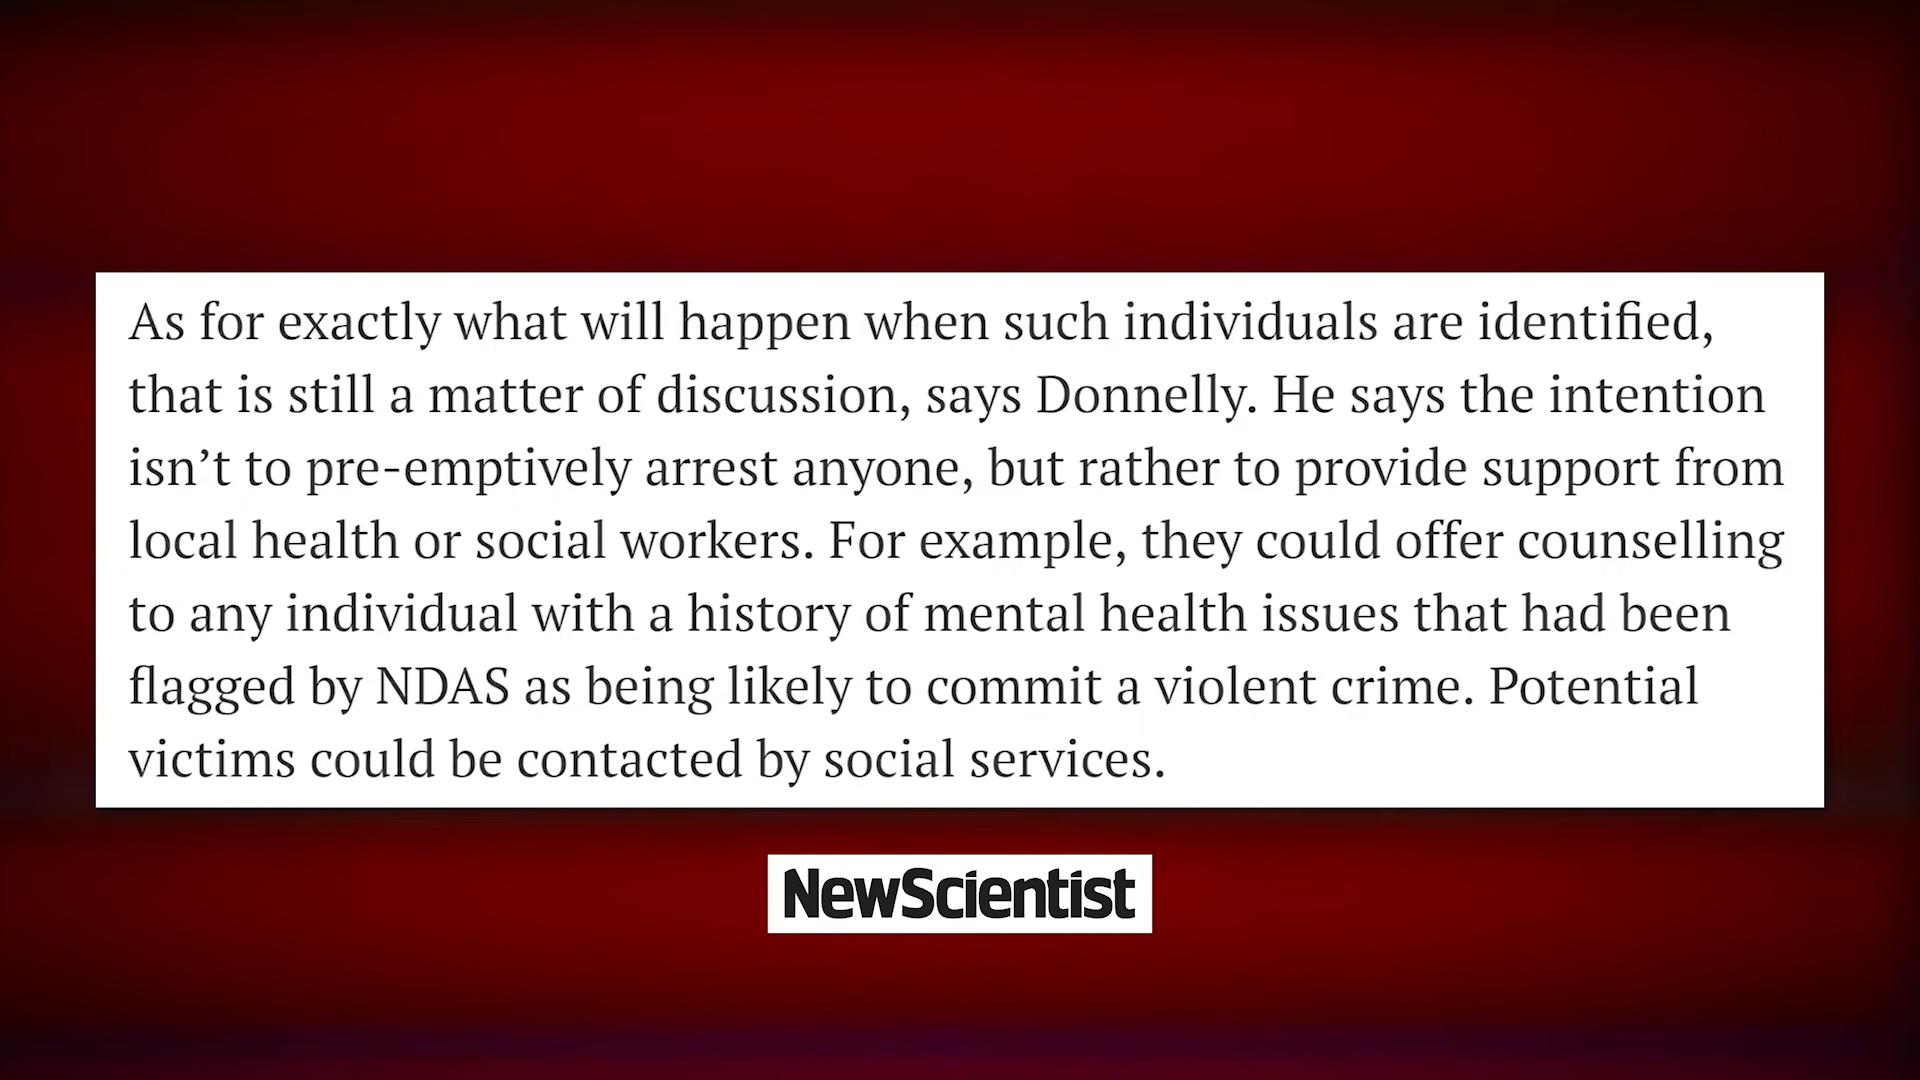 As for exactly what will happen when such individuals are identified,
that is still a matter of discussion, says Donnelly. He says the intention
isn’t to pre-emptively arrest anyone, but rather to provide support from
local health or social workers. For example, they could offer counselling
to any individual with a history of mental health issues that had been
flagged by NDAS as being likely to commit a violent crime. Potential
victims could be contacted by social services.
NewScientist